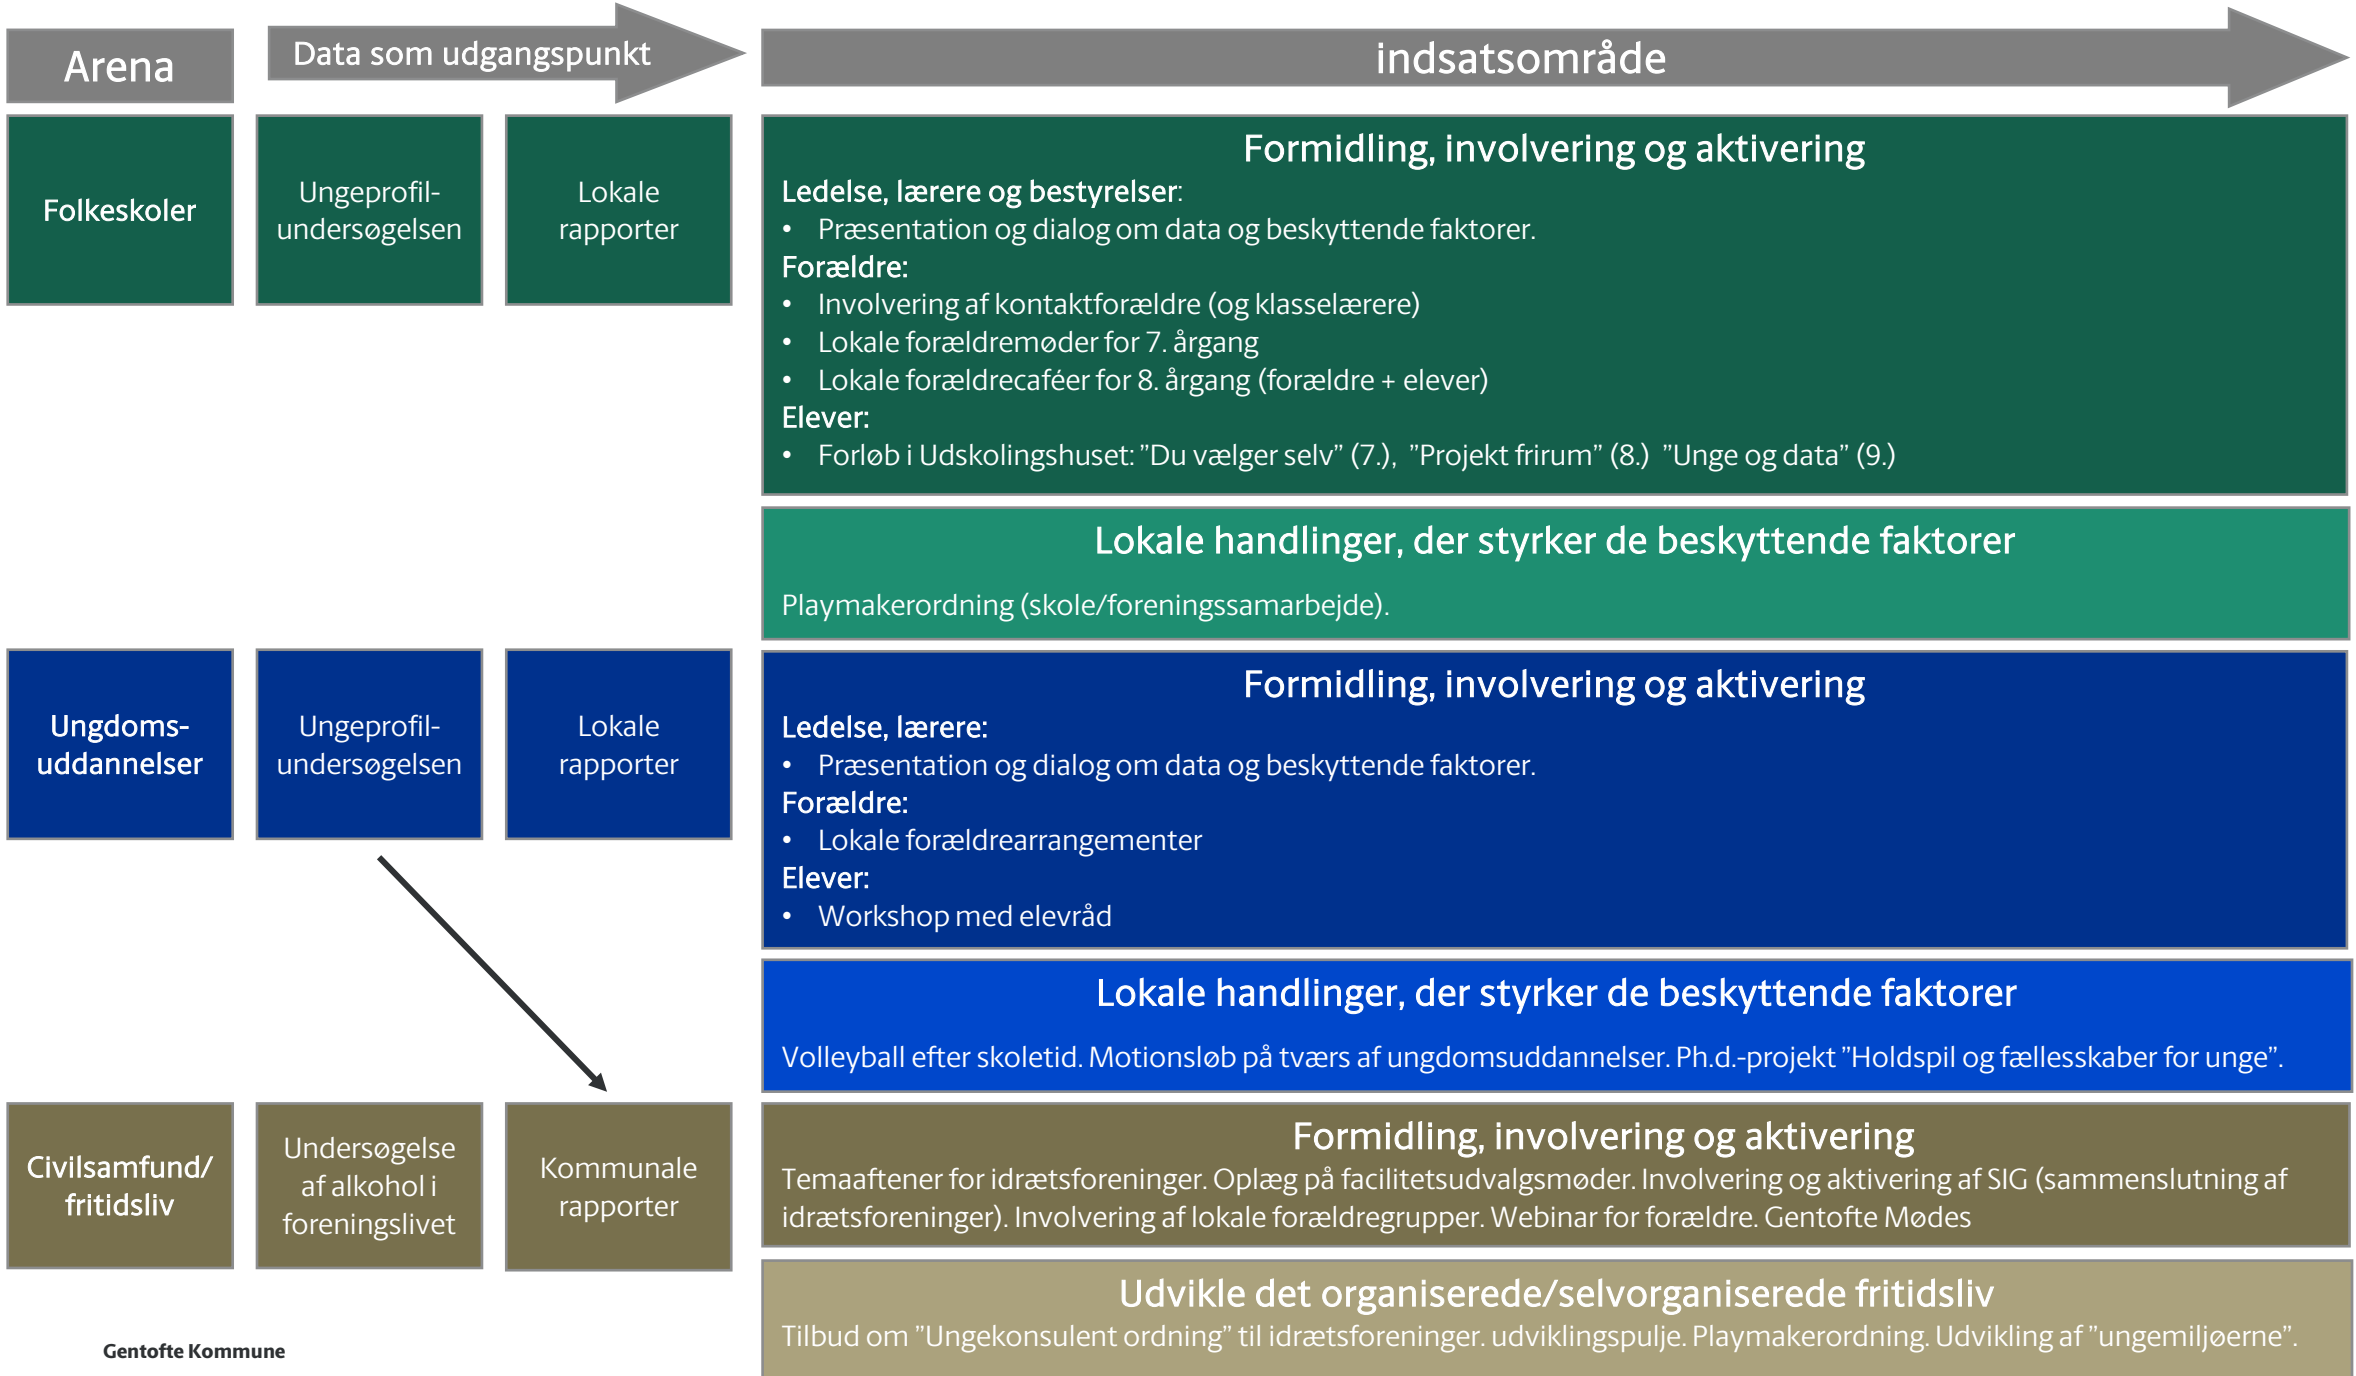 Arena
Data som udgangspunkt
indsatsområde
Folkeskoler
Ungeprofil-
undersøgelsen
Lokale
rapporter
Formidling, involvering og aktivering
Ledelse, lærere og bestyrelser:
• Præsentation og dialog om data og beskyttende faktorer.
Forældre:
• Involvering af kontaktforældre (og klasselærere)
• Lokale forældremøder for 7. årgang
• Lokale forældrecaféer for 8. årgang (forældre + elever)
Elever:
• Forløb i Udskolingshuset: ”Du vælger selv” (7.), ”Projekt frirum” (8.) ”Unge og data” (9.)
Lokale handlinger, der styrker de beskyttende faktorer
Playmakerordning (skole/foreningssamarbejde).
Ungdoms-
uddannelser
Ungeprofil-
undersøgelsen
Lokale
rapporter
Formidling, involvering og aktivering
Ledelse, lærere:
• Præsentation og dialog om data og beskyttende faktorer.
Forældre:
• Lokale forældrearrangementer
Elever:
• Workshop med elevråd
Lokale handlinger, der styrker de beskyttende faktorer
Volleyball efter skoletid. Motionsløb på tværs af ungdomsuddannelser. Ph.d.-projekt ”Holdspil og fællesskaber for unge”.
Civilsamfund/
fritidsliv
Undersøgelse
af alkohol i
foreningslivet
Kommunale
rapporter
Formidling, involvering og aktivering
Temaaftener for idrætsforeninger. Oplæg på facilitetsudvalgsmøder. Involvering og aktivering af SIG (sammenslutning af
idrætsforeninger). Involvering af lokale forældregrupper. Webinar for forældre. Gentofte Mødes
Udvikle det organiserede/selvorganiserede fritidsliv
Tilbud om ”Ungekonsulent ordning” til idrætsforeninger. udviklingspulje. Playmakerordning. Udvikling af ”ungemiljøerne”.
Gentofte Kommune